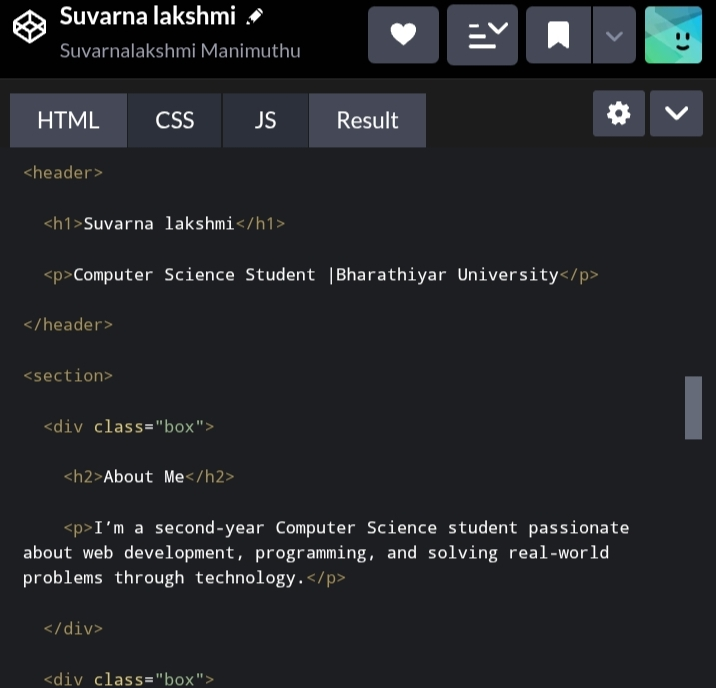 Suvarna lakshmi
Suvarnalakshmi Manimuthu
HTML CSS JS Result
<header>
<h1>Suvarna lakshmi</h1>
<p>Computer Science Student |Bharathiyar University</p>
</header>
<section>
<div class="box">
<h2>About Me</h2>
<p>I’m a second-year Computer Science student passionate
about web development, programming, and solving real-world
problems through technology.</p>
</div>
<div class="box">